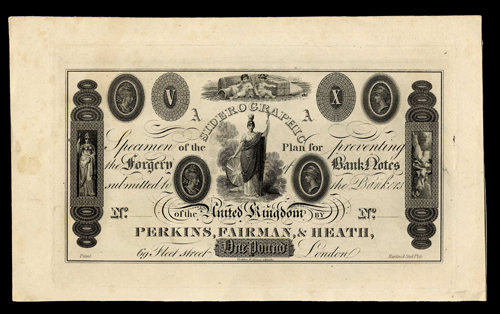 V X
A A
SIDEROGRAPHIC
Specimen of the Plan for preventing
the Forgery of Bank Notes
submitted to the Bankers
No. of the United Kingdom BY No.
PERKINS, FAIRMAN, & HEATH,
69 Fleet street One Pound London